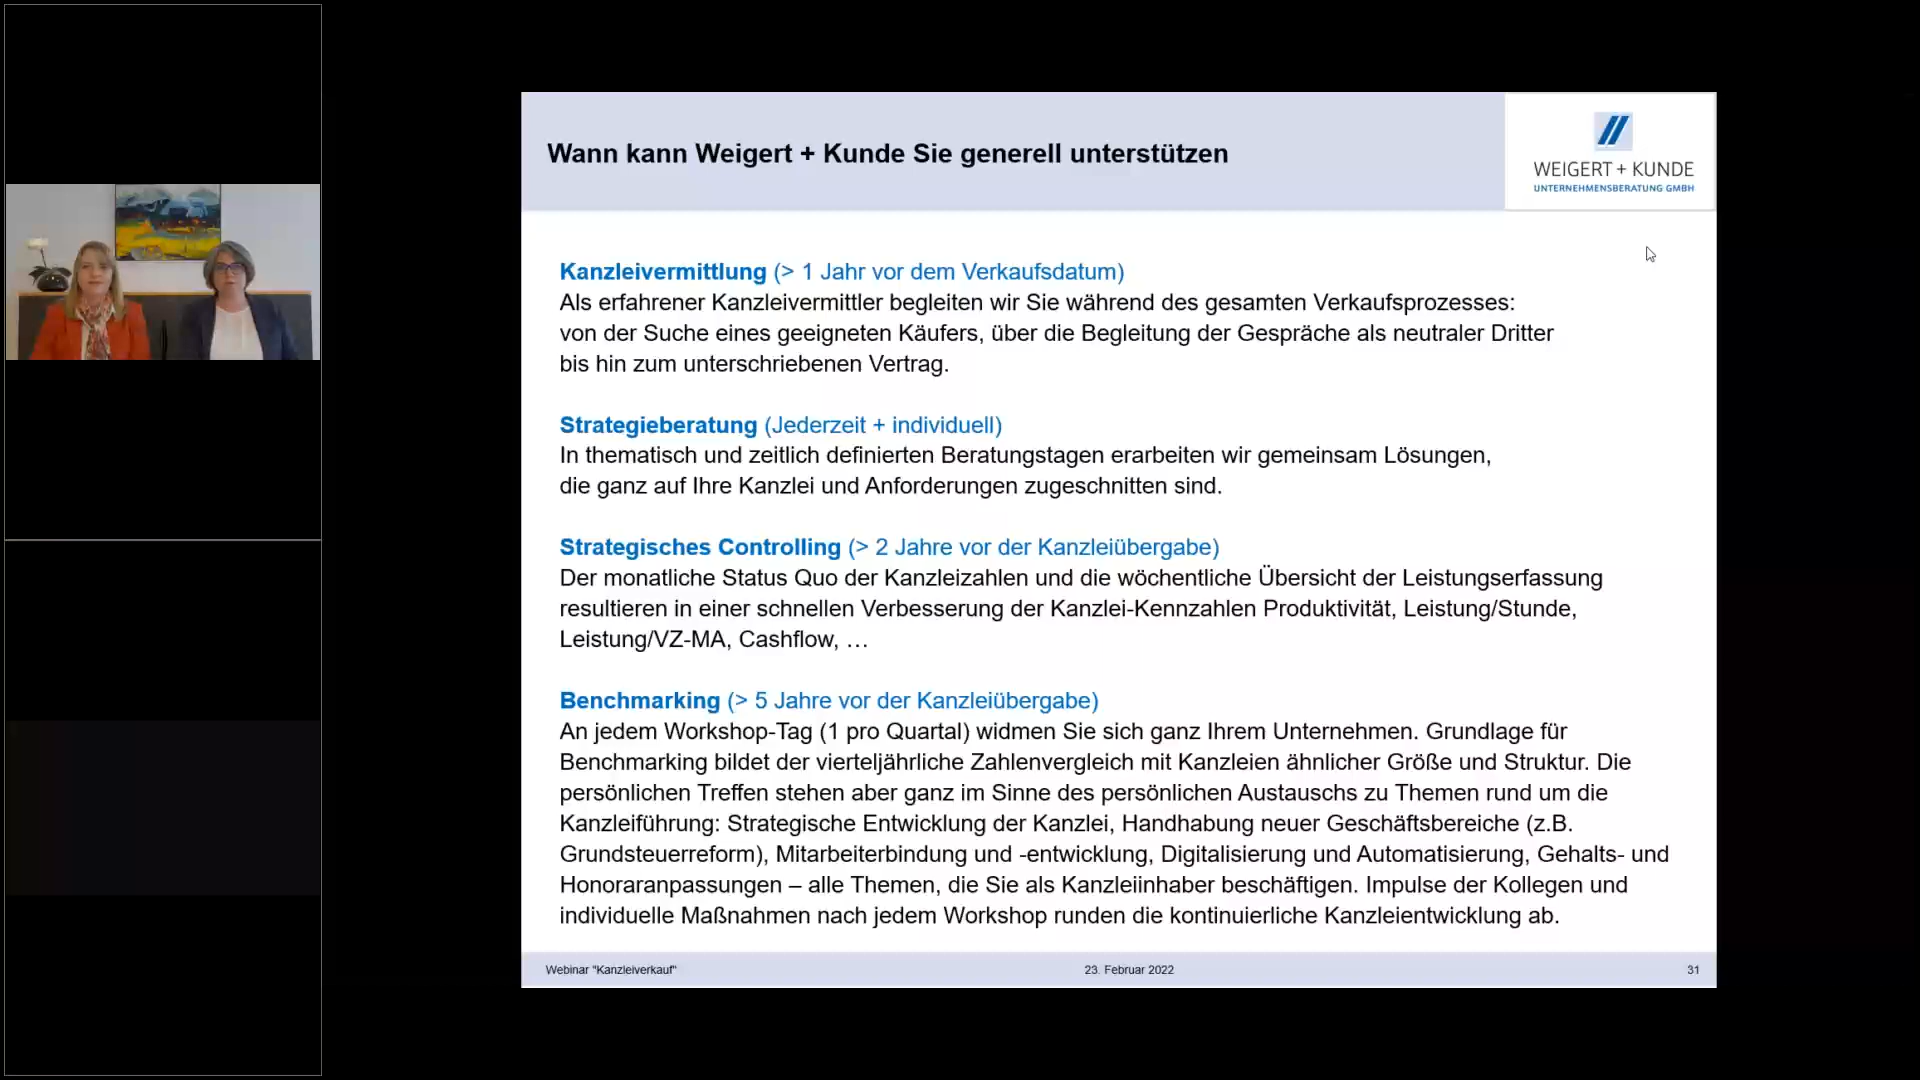 Wann kann Weigert + Kunde Sie generell unterstützen
WEIGERT + KUNDE
UNTERNEHMENSBERATUNG GMBH
Kanzleivermittlung (> 1 Jahr vor dem Verkaufsdatum)
Als erfahrener Kanzleivermittler begleiten wir Sie während des gesamten Verkaufsprozesses:
von der Suche eines geeigneten Käufers, über die Begleitung der Gespräche als neutraler Dritter
bis hin zum unterschriebenen Vertrag.
Strategieberatung (Jederzeit + individuell)
In thematisch und zeitlich definierten Beratungstagen erarbeiten wir gemeinsam Lösungen,
die ganz auf Ihre Kanzlei und Anforderungen zugeschnitten sind.
Strategisches Controlling (> 2 Jahre vor der Kanzleiübergabe)
Der monatliche Status Quo der Kanzleizahlen und die wöchentliche Übersicht der Leistungserfassung
resultieren in einer schnellen Verbesserung der Kanzlei-Kennzahlen Produktivität, Leistung/Stunde,
Leistung/VZ-MA, Cashflow, …
Benchmarking (> 5 Jahre vor der Kanzleiübergabe)
An jedem Workshop-Tag (1 pro Quartal) widmen Sie sich ganz Ihrem Unternehmen. Grundlage für
Benchmarking bildet der vierteljährliche Zahlenvergleich mit Kanzleien ähnlicher Größe und Struktur. Die
persönlichen Treffen stehen aber ganz im Sinne des persönlichen Austauschs zu Themen rund um die
Kanzleiführung: Strategische Entwicklung der Kanzlei, Handhabung neuer Geschäftsbereiche (z.B.
Grundsteuerreform), Mitarbeiterbindung und -entwicklung, Digitalisierung und Automatisierung, Gehalts- und
Honoraranpassungen – alle Themen, die Sie als Kanzleiinhaber beschäftigen. Impulse der Kollegen und
individuelle Maßnahmen nach jedem Workshop runden die kontinuierliche Kanzleientwicklung ab.
Webinar "Kanzleiverkauf"
23. Februar 2022
31